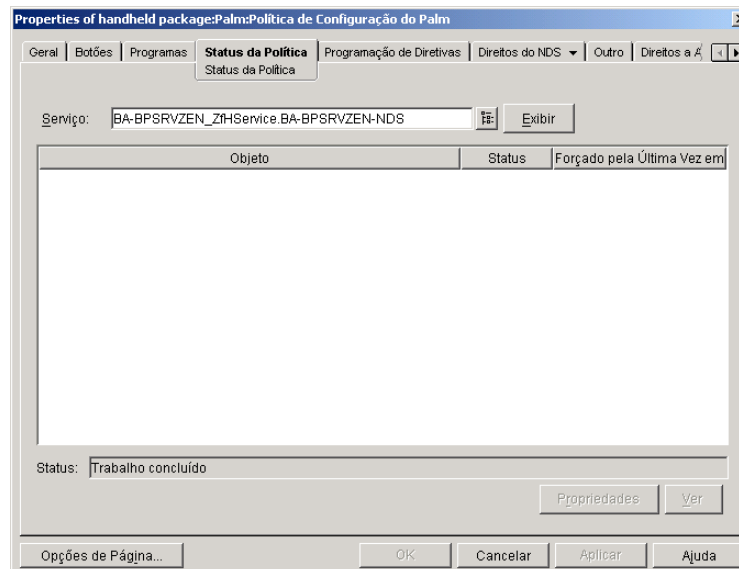 Properties of handheld package:Palm:Política de Configuração do Palm
Geral Botões Programas Status da Política Programação de Diretivas Direitos do NDS Outro Direitos a
Status da Política
Serviço: BA-BPSRVZEN_ZfHService.BA-BPSRVZEN-NDS Exibir
Objeto Status Forçado pela Última Vez em
Status: Trabalho concluído
Propriedades Ver
Opções de Página... OK Cancelar Aplicar Ajuda